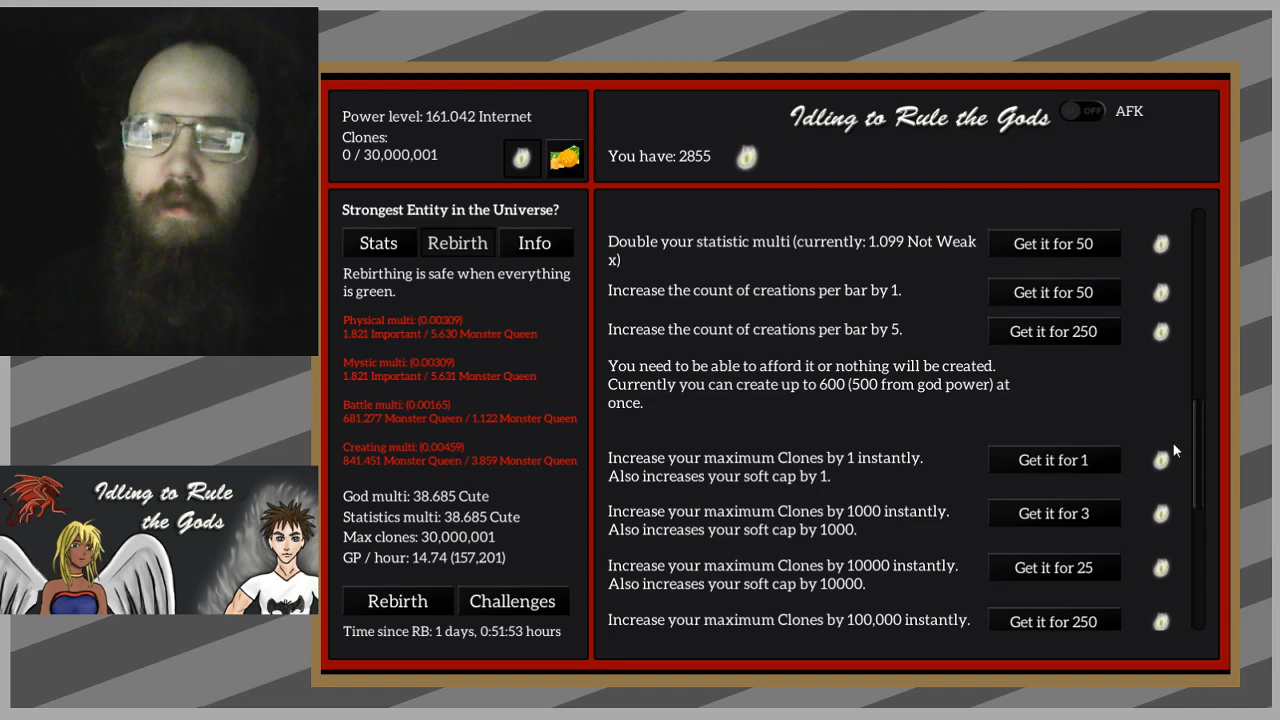 Power level: 161.042 Internet
Clones:
0 / 30,000,001
Idling to Rule the Gods
OFF
AFK
You have: 2855
Strongest Entity in the Universe?
Stats
Rebirth
Info
Rebirthing is safe when everything
is green.
Physical multi: (0.00309)
1.821 Important / 5.630 Monster Queen
Mystic multi: (0.00309)
1.821 Important / 5.631 Monster Queen
Battle multi: (0.00165)
681.277 Monster Queen / 1.122 Monster Queen
Creating multi: (0.00459)
841.451 Monster Queen / 3.859 Monster Queen
God multi: 38.685 Cute
Statistics multi: 38.685 Cute
Max clones: 30,000,001
GP / hour: 14.74 (157,201)
Rebirth
Challenges
Time since RB: 1 days, 0:51:53 hours
Double your statistic multi (currently: 1.099 Not Weak
x)
Get it for 50
Increase the count of creations per bar by 1.
Get it for 50
Increase the count of creations per bar by 5.
Get it for 250
You need to be able to afford it or nothing will be created.
Currently you can create up to 600 (500 from god power) at
once.
Increase your maximum Clones by 1 instantly.
Also increases your soft cap by 1.
Get it for 1
Increase your maximum Clones by 1000 instantly.
Also increases your soft cap by 1000.
Get it for 3
Increase your maximum Clones by 10000 instantly.
Also increases your soft cap by 10000.
Get it for 25
Increase your maximum Clones by 100,000 instantly.
Get it for 250
Idling to Rule
the Gods